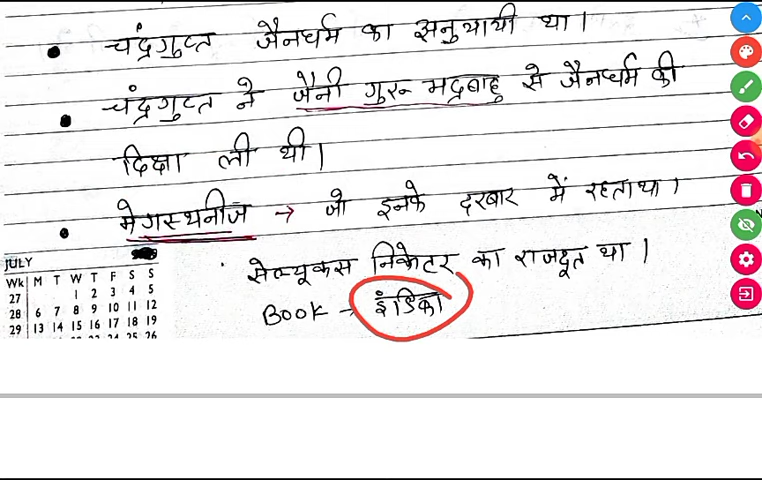 चंद्रगुप्त जैनधर्म का अनुयायी था।
चंद्रगुप्त ने जैनी गुरु भद्रबाहु से जैनधर्म की
दिक्षा ली थी।
मेगस्थनीज → जो इनके दरबार में रहता था।
सेल्यूकस निकेटर का राजदूत था।
Book → इंडिका
JULY
Wk M T W T F S S
27 1 2 3 4 5
28 6 7 8 9 10 11 12
29 13 14 15 16 17 18 19